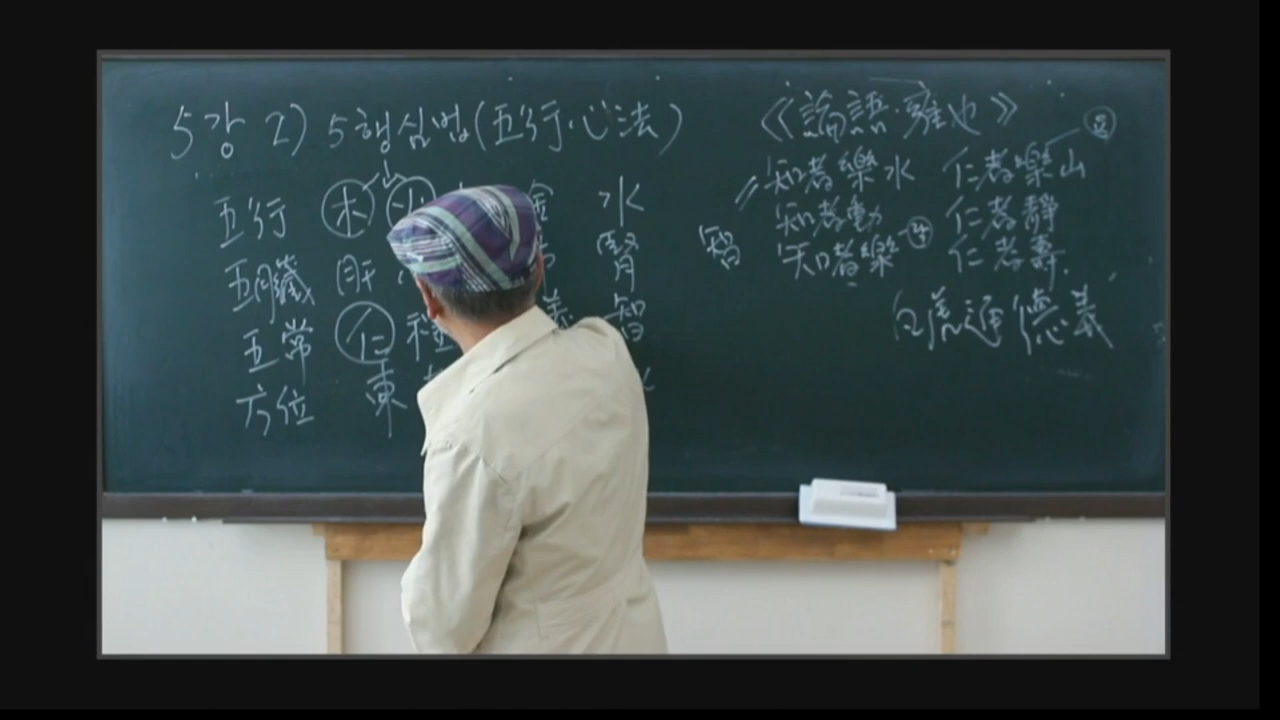 5강 2) 5행심법(五行心法)
五行 木 火 金 水
五臟 肝 腎
五常 仁 禮 義 智
方位 東
《論語·雍也》
知者樂水 仁者樂山
知者動 仁者靜
智 知者樂 仁者壽.